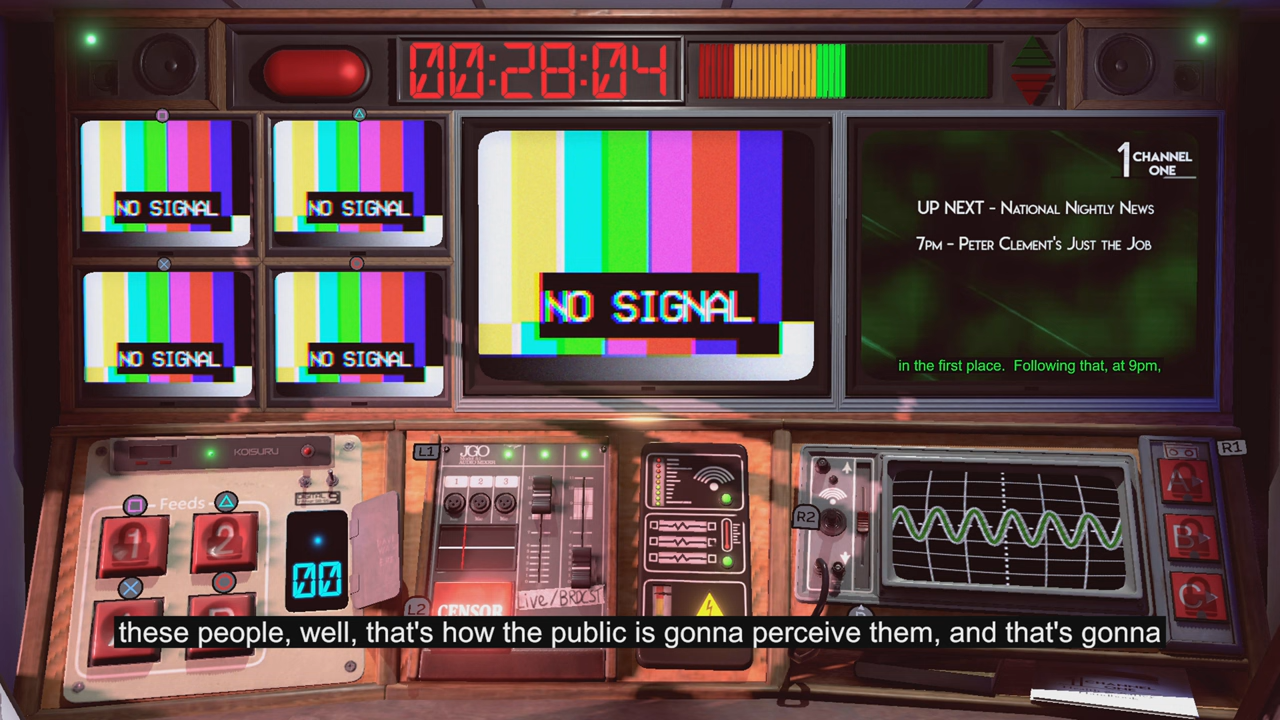 00:28:04
NO SIGNAL
NO SIGNAL
NO SIGNAL
NO SIGNAL
NO SIGNAL
1 CHANNEL
ONE
UP NEXT - NATIONAL NIGHTLY NEWS
7PM - PETER CLEMENT'S JUST THE JOB
in the first place. Following that, at 9pm,
KOISURU
Feeds
1
2
00
L1
JGO
1 2 3
L2
CENSOR
Live/BRDCST
R2
R1
A
B
C
these people, well, that's how the public is gonna perceive them, and that's gonna